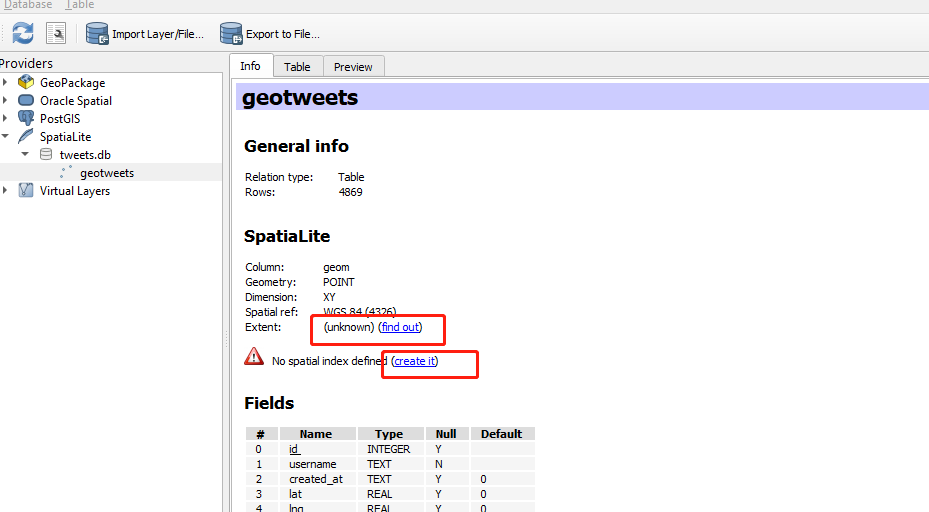 Database Table
Import Layer/File... Export to File...
Providers
GeoPackage
Oracle Spatial
PostGIS
SpatiaLite
tweets.db
geotweets
Virtual Layers
Info Table Preview
geotweets
General info
Relation type: Table
Rows: 4869
SpatiaLite
Column: geom
Geometry: POINT
Dimension: XY
Spatial ref: WGS 84 (4326)
Extent: (unknown) (find out)
No spatial index defined (create it)
Fields
# Name Type Null Default
0 id INTEGER Y
1 username TEXT N
2 created_at TEXT Y 0
3 lat REAL Y 0
4 lng REAL Y 0